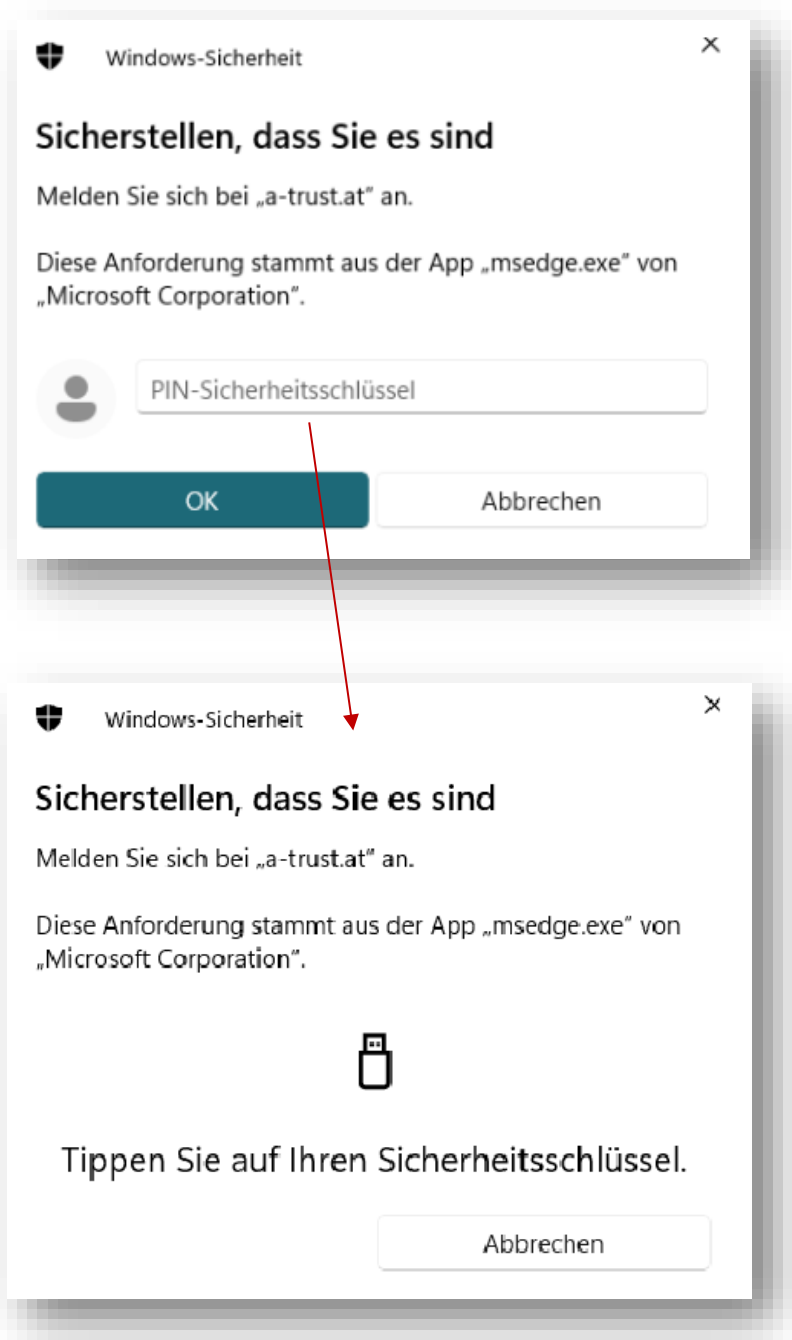 Windows-Sicherheit
Sicherstellen, dass Sie es sind
Melden Sie sich bei „a-trust.at“ an.
Diese Anforderung stammt aus der App „msedge.exe“ von
„Microsoft Corporation“.
PIN-Sicherheitsschlüssel
OK
Abbrechen
Windows-Sicherheit
Sicherstellen, dass Sie es sind
Melden Sie sich bei „a-trust.at“ an.
Diese Anforderung stammt aus der App „msedge.exe“ von
„Microsoft Corporation“.
Tippen Sie auf Ihren Sicherheitsschlüssel.
Abbrechen